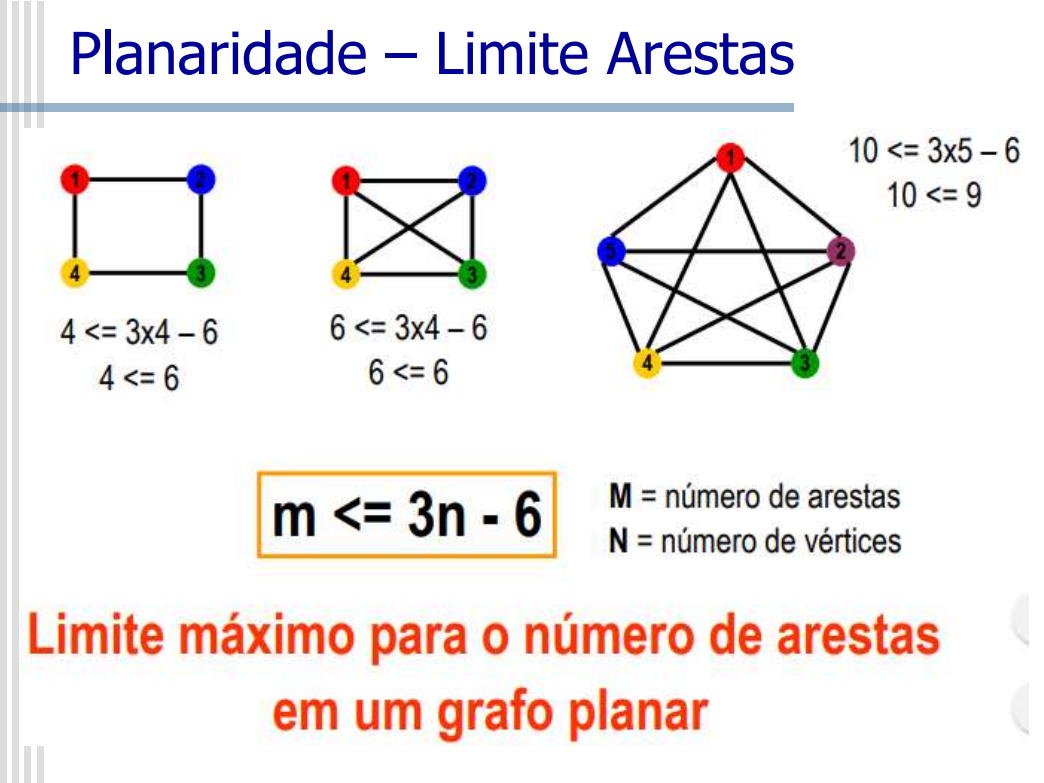 Planaridade – Limite Arestas
1 2
4 3
4 <= 3x4 – 6
4 <= 6
1 2
4 3
6 <= 3x4 – 6
6 <= 6
1
5 2
4 3
10 <= 3x5 – 6
10 <= 9
m <= 3n - 6
M = número de arestas
N = número de vértices
Limite máximo para o número de arestas
em um grafo planar